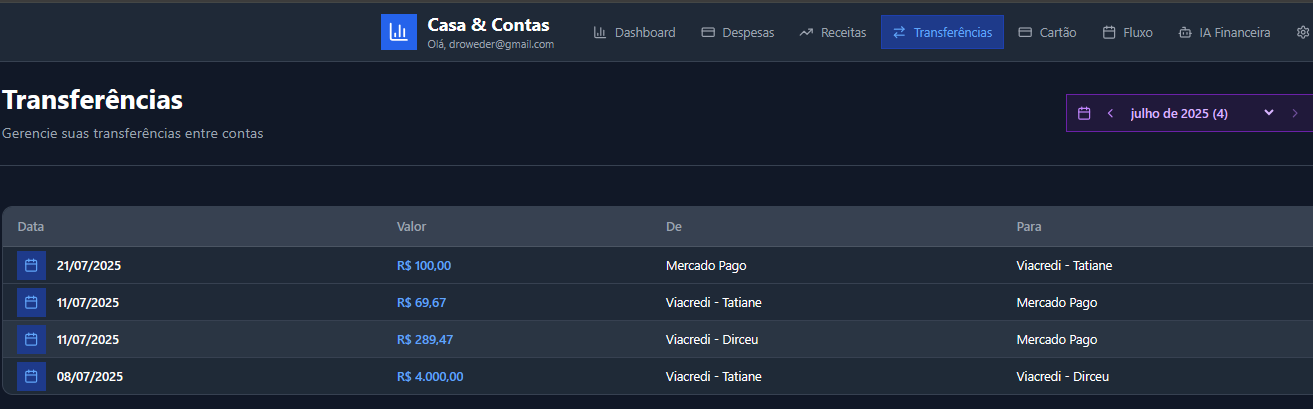 Casa & Contas
Olá, droweder@gmail.com
Dashboard
Despesas
Receitas
Transferências
Cartão
Fluxo
IA Financeira
Transferências
Gerencie suas transferências entre contas
julho de 2025 (4)
Data Valor De Para
21/07/2025 R$ 100,00 Mercado Pago Viacredi - Tatiane
11/07/2025 R$ 69,67 Viacredi - Tatiane Mercado Pago
11/07/2025 R$ 289,47 Viacredi - Dirceu Mercado Pago
08/07/2025 R$ 4.000,00 Viacredi - Tatiane Viacredi - Dirceu